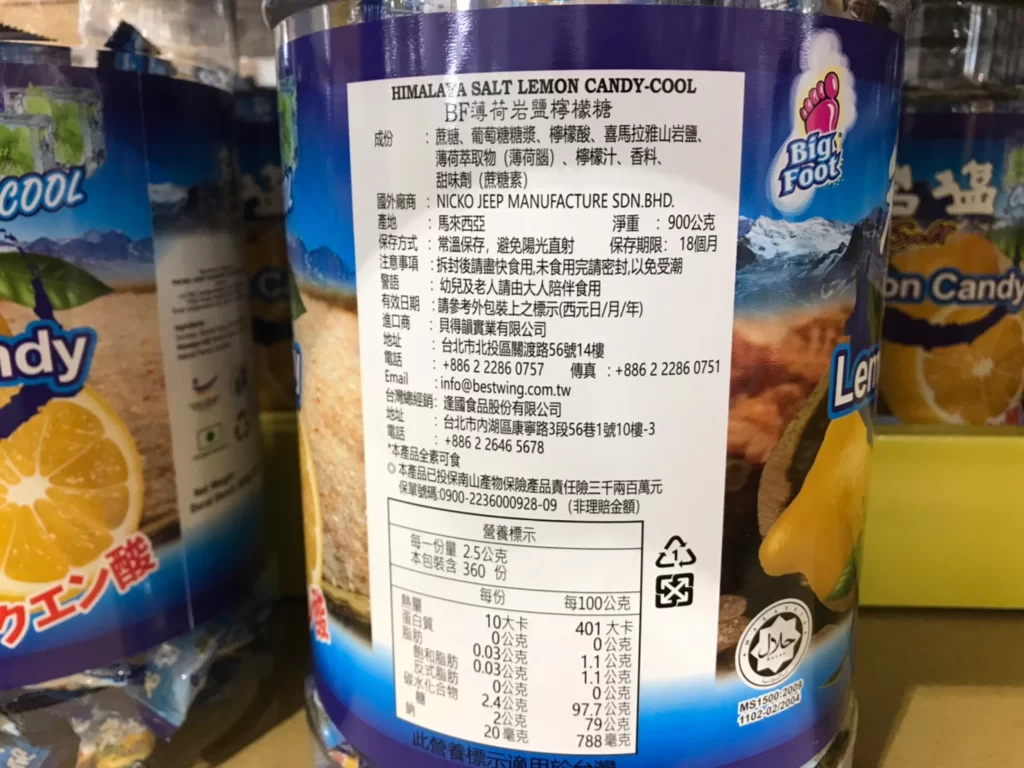 HIMALAYA SALT LEMON CANDY-COOL
BF薄荷岩鹽檸檬糖
成份 : 蔗糖、葡萄糖糖漿、檸檬酸、喜馬拉雅山岩鹽、
薄荷萃取物 (薄荷腦) 、檸檬汁、香料、
甜味劑 (蔗糖素)
國外廠商 : NICKO JEEP MANUFACTURE SDN.BHD.
產地 : 馬來西亞 淨重 : 900公克
保存方式 : 常溫保存，避免陽光直射 保存期限: 18個月
注意事項 : 拆封後請盡快食用,未食用完請密封,以免受潮
警語 : 幼兒及老人請由大人陪伴食用
有效日期 : 請參考外包裝上之標示(西元日/月/年)
進口商 : 貝得韻實業有限公司
地址 : 台北市北投區關渡路56號14樓
電話 : +886 2 2286 0757 傳真 : +886 2 2286 0751
Email : info@bestwing.com.tw
台灣總經銷: 逢國食品股份有限公司
地址 : 台北市內湖區康寧路3段56巷1號10樓-3
電話 : +886 2 2646 5678
*本產品全素可食
◎本產品已投保南山產物保險產品責任險三千兩百萬元
保單號碼:0900-2236000928-09 (非理賠金額)
營養標示
每一份量 2.5公克
本包裝含 360 份
每份 每100公克
熱量 10大卡 401 大卡
蛋白質 0公克 0公克
脂肪 0.03公克 1.1公克
飽和脂肪 0.03公克 1.1公克
反式脂肪 0公克 0公克
碳水化合物 2.4公克 97.7公克
糖 2公克 79公克
鈉 20毫克 788毫克
此營養標示適用於台灣
Big
Foot
1
حلال
MS1500:2009
1102-02/2004
Lem
COOL
ndy
クエン酸
岩塩
on Candy